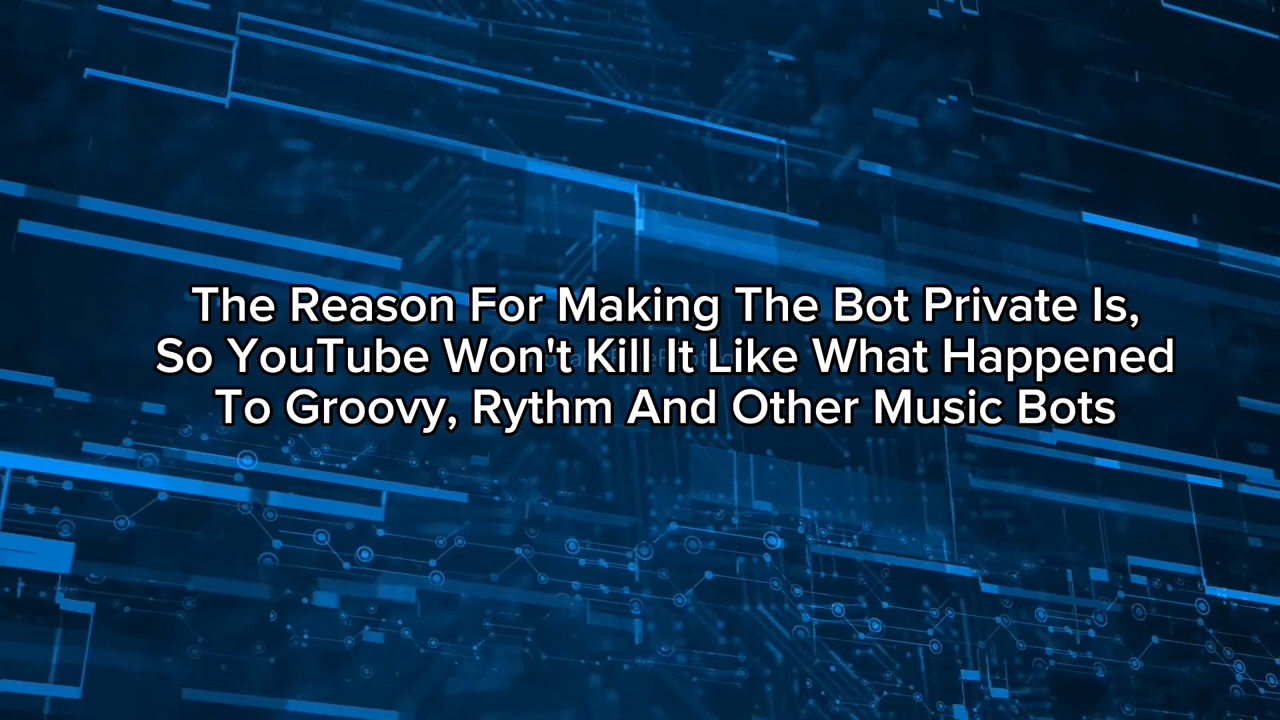 The Reason For Making The Bot Private Is,
So YouTube Won't Kill It Like What Happened
To Groovy, Rythm And Other Music Bots